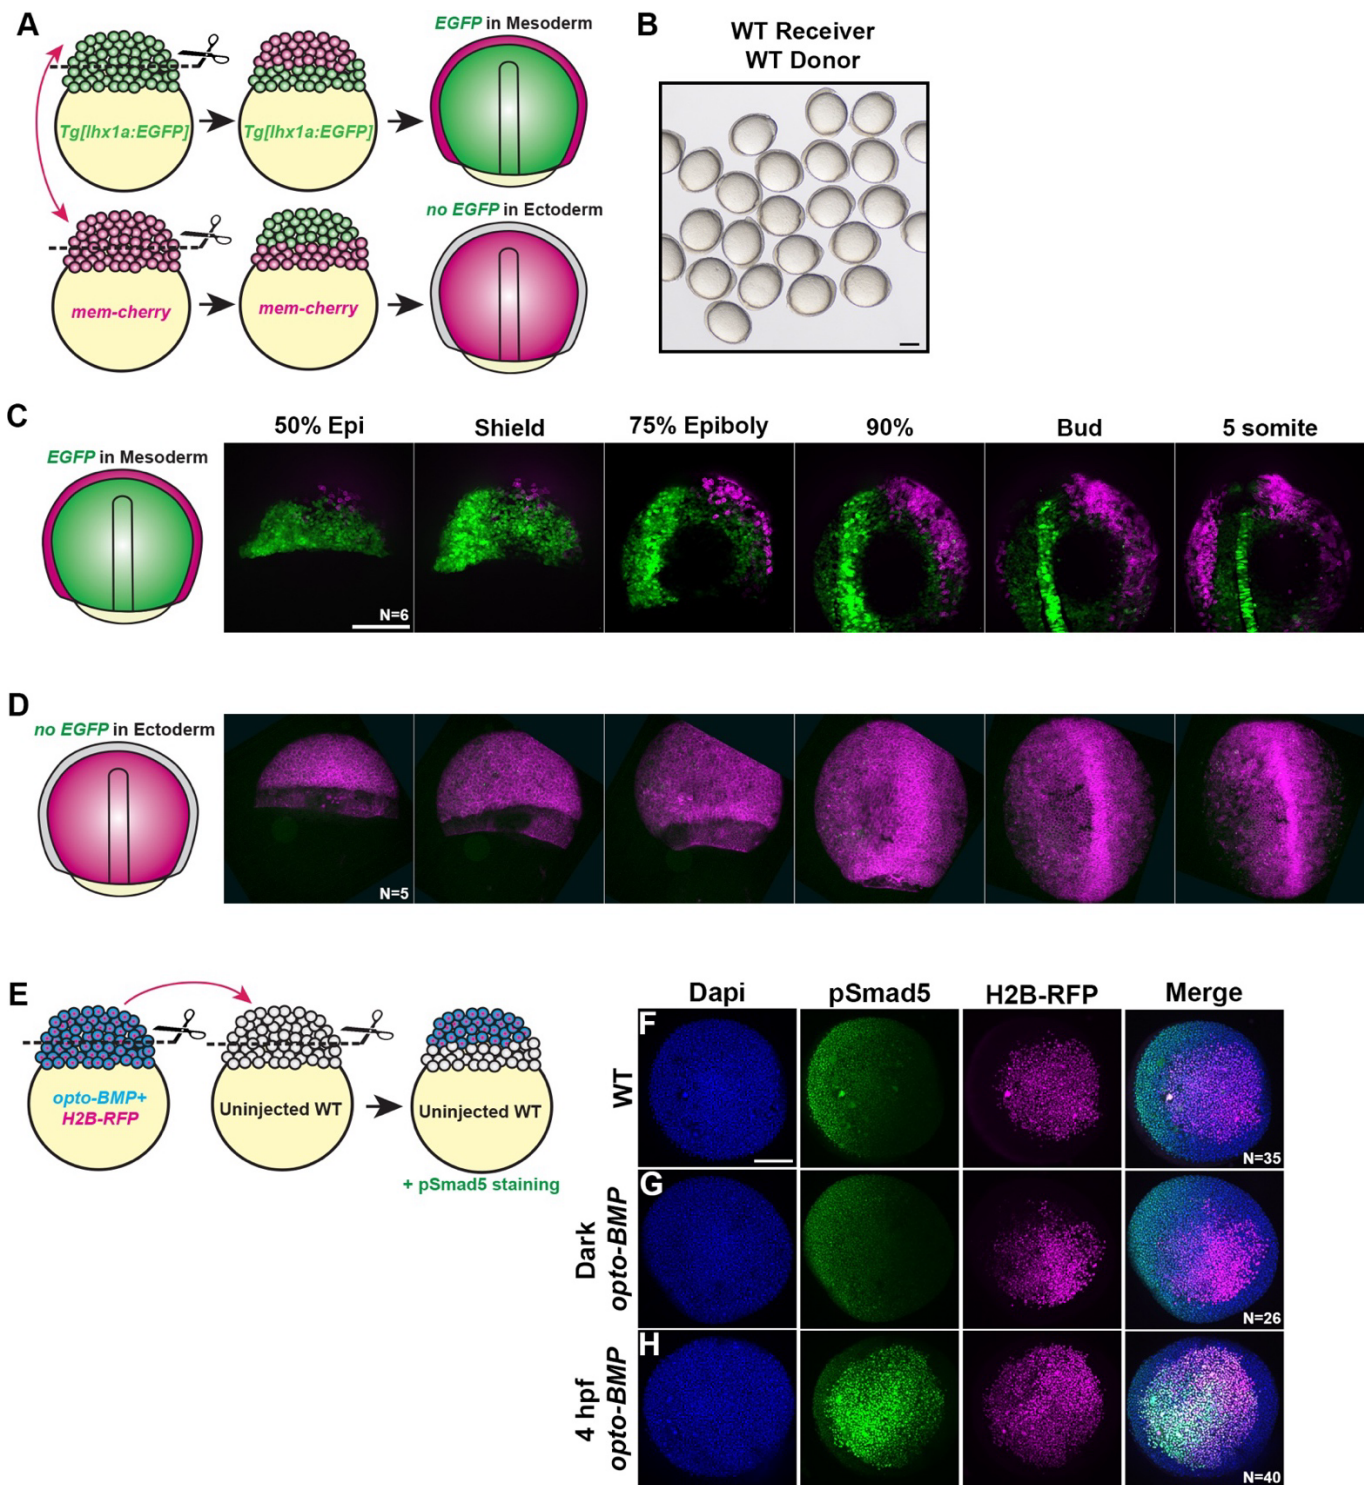 A
Tg[lhx1a:EGFP]
Tg[lhx1a:EGFP]
EGFP in Mesoderm
mem-cherry
mem-cherry
no EGFP in Ectoderm
B
WT Receiver
WT Donor
C
EGFP in Mesoderm
50% Epi
Shield
75% Epiboly
90%
Bud
5 somite
N=6
D
no EGFP in Ectoderm
N=5
E
opto-BMP+
H2B-RFP
Uninjected WT
Uninjected WT
+ pSmad5 staining
Dapi
pSmad5
H2B-RFP
Merge
F
WT
N=35
G
Dark
opto-BMP
N=26
H
4 hpf
opto-BMP
N=40